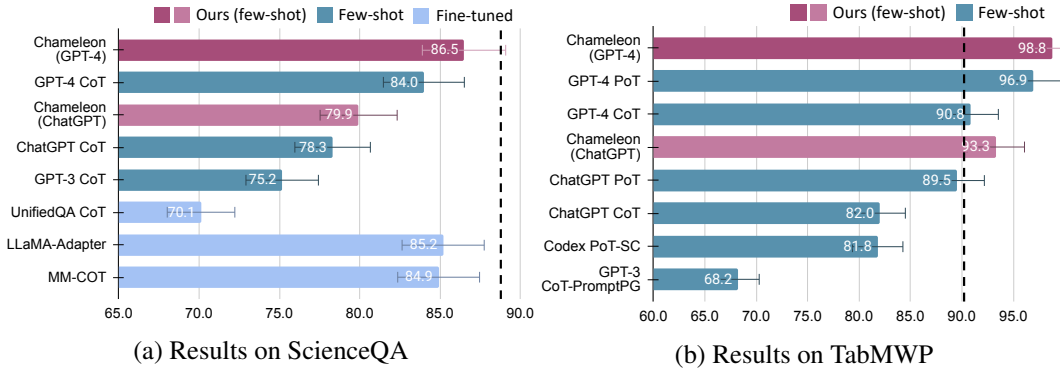 Ours (few-shot) Few-shot Fine-tuned
Chameleon
(GPT-4)
86.5
GPT-4 CoT
84.0
Chameleon
(ChatGPT)
79.9
ChatGPT CoT
78.3
GPT-3 CoT
75.2
UnifiedQA CoT
70.1
LLaMA-Adapter
85.2
MM-COT
84.9
65.0 70.0 75.0 80.0 85.0 90.0
(a) Results on ScienceQA
Ours (few-shot) Few-shot
Chameleon
(GPT-4)
98.8
GPT-4 PoT
96.9
GPT-4 CoT
90.8
Chameleon
(ChatGPT)
93.3
ChatGPT PoT
89.5
ChatGPT CoT
82.0
Codex PoT-SC
81.8
GPT-3
CoT-PromptPG
68.2
60.0 65.0 70.0 75.0 80.0 85.0 90.0 95.0
(b) Results on TabMWP